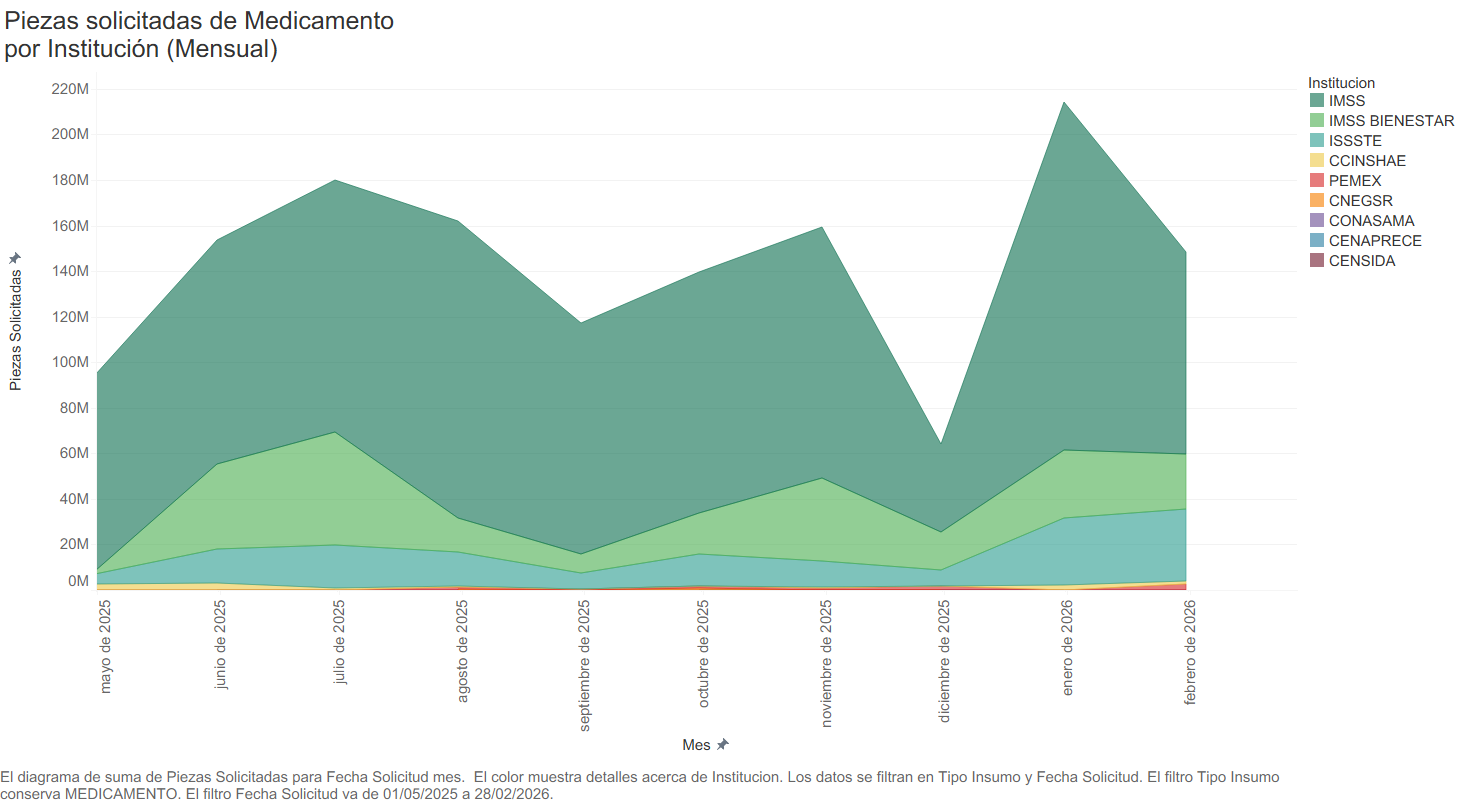 Piezas solicitadas de Medicamento
por Institución (Mensual)
Institucion
IMSS
IMSS BIENESTAR
ISSSTE
CCINSHAE
PEMEX
CNEGSR
CONASAMA
CENAPRECE
CENSIDA
Piezas Solicitadas
220M
200M
180M
160M
140M
120M
100M
80M
60M
40M
20M
0M
mayo de 2025
junio de 2025
julio de 2025
agosto de 2025
septiembre de 2025
octubre de 2025
noviembre de 2025
diciembre de 2025
enero de 2026
febrero de 2026
Mes
El diagrama de suma de Piezas Solicitadas para Fecha Solicitud mes.  El color muestra detalles acerca de Institucion. Los datos se filtran en Tipo Insumo y Fecha Solicitud. El filtro Tipo Insumo
conserva MEDICAMENTO. El filtro Fecha Solicitud va de 01/05/2025 a 28/02/2026.